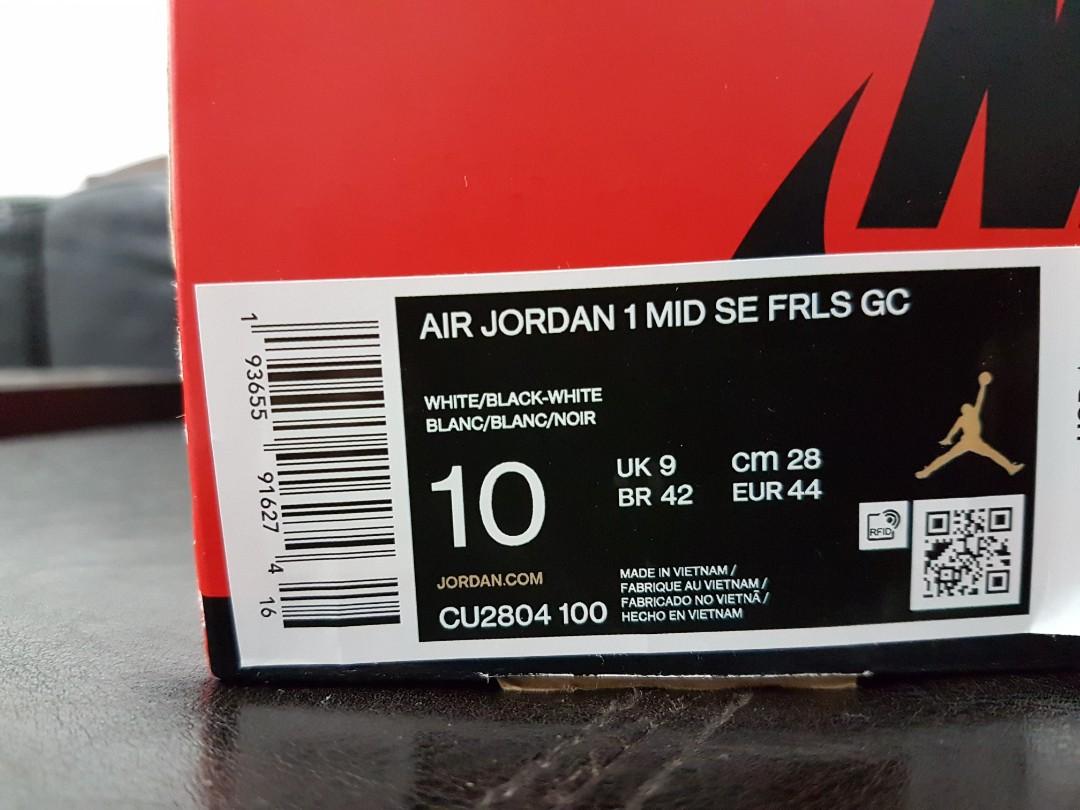 AIR JORDAN 1 MID SE FRLS GC
WHITE/BLACK-WHITE
BLANC/BLANC/NOIR
10
UK 9
CM 28
BR 42
EUR 44
RFID
JORDAN.COM
CU2804 100
MADE IN VIETNAM /
FABRIQUE AU VIETNAM /
FABRICADO NO VIETNÃ /
HECHO EN VIETNAM
1 93655 91627 4 16